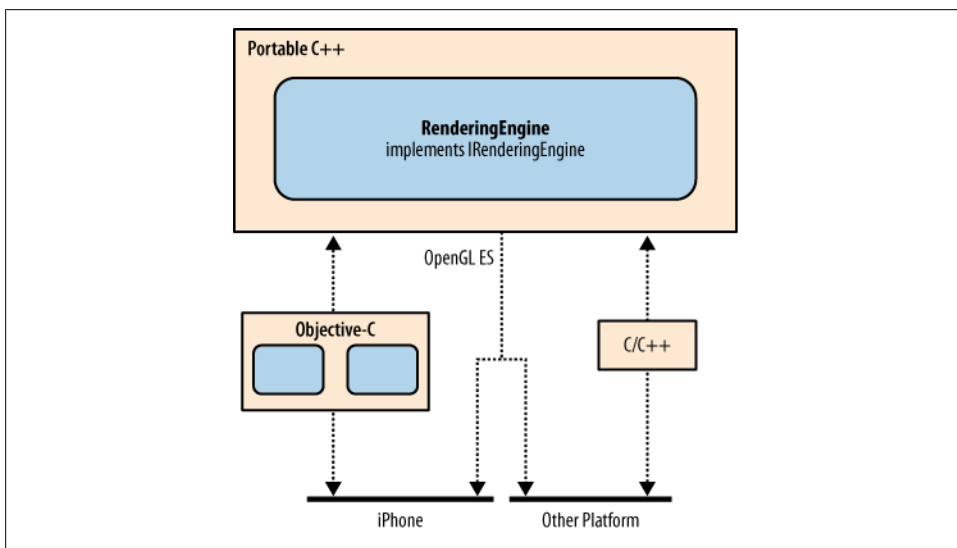 Portable C++
RenderingEngine
implements IRenderingEngine
OpenGL ES
Objective-C
C/C++
iPhone
Other Platform